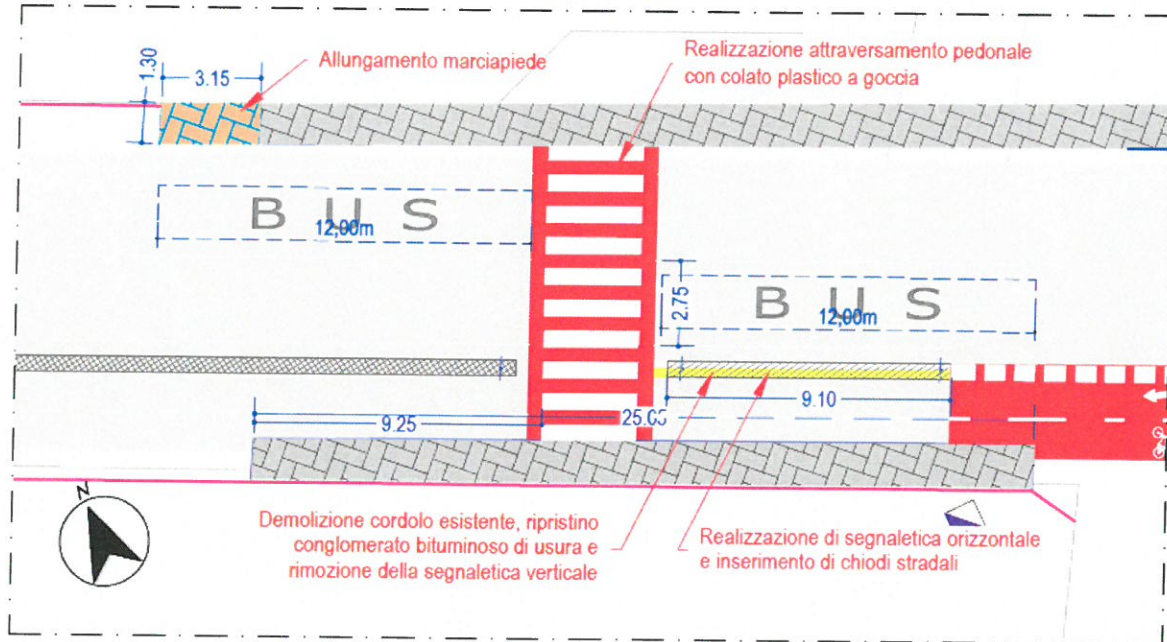 Allungamento marciapiede
Realizzazione attraversamento pedonale
con colato plastico a goccia
1.30
3.15
B U S
12,00m
2.75
B U S
12,00m
9.25
25.05
9.10
N
Demolizione cordolo esistente, ripristino
conglomerato bituminoso di usura e
rimozione della segnaletica verticale
Realizzazione di segnaletica orizzontale
e inserimento di chiodi stradali